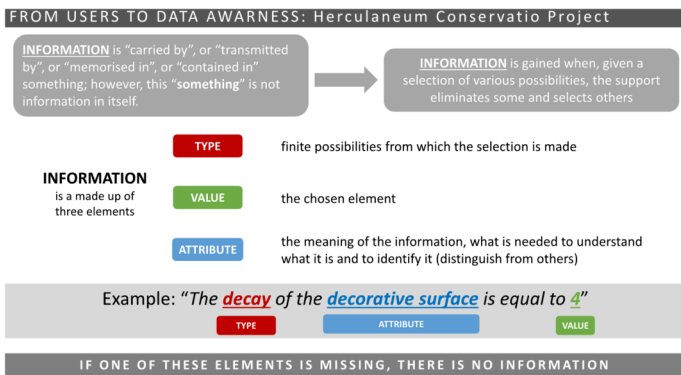 FROM USERS TO DATA AWARNESS: Herculaneum Conservatio Project
INFORMATION is “carried by”, or “transmitted
by”, or “memorised in”, or “contained in”
something; however, this “something” is not
information in itself.
INFORMATION is gained when, given a
selection of various possibilities, the support
eliminates some and selects others
INFORMATION
is a made up of
three elements
TYPE
finite possibilities from which the selection is made
VALUE
the chosen element
ATTRIBUTE
the meaning of the information, what is needed to understand
what it is and to identify it (distinguish from others)
Example: “The decay of the decorative surface is equal to 4”
TYPE ATTRIBUTE VALUE
IF ONE OF THESE ELEMENTS IS MISSING, THERE IS NO INFORMATION